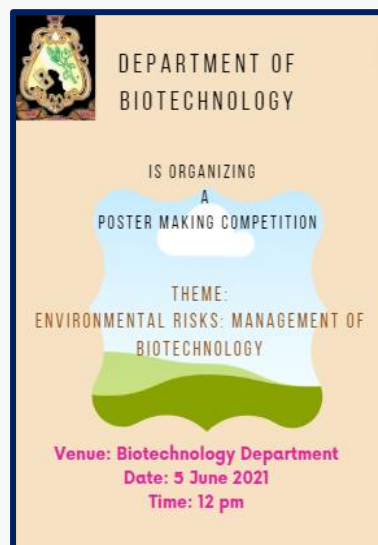 DEPARTMENT OF
BIOTECHNOLOGY
IS ORGANIZING
A
POSTER MAKING COMPETITION
THEME:
ENVIRONMENTAL RISKS: MANAGEMENT OF
BIOTECHNOLOGY
Venue: Biotechnology Department
Date: 5 June 2021
Time: 12 pm